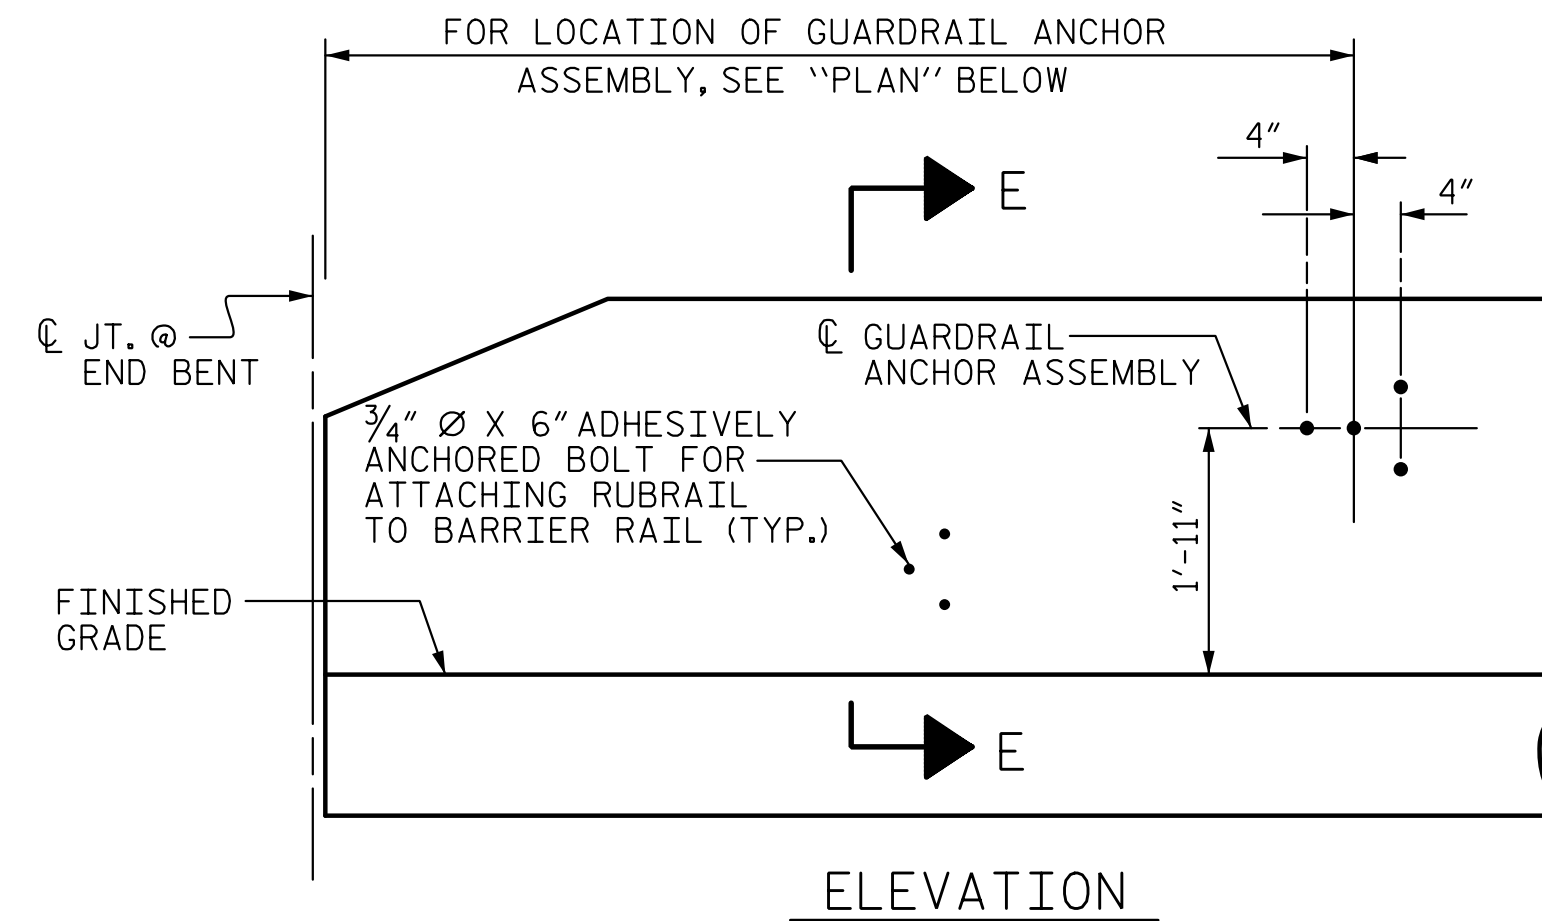 FOR LOCATION OF GUARDRAIL ANCHOR
ASSEMBLY, SEE ‶PLAN″ BELOW
4″
4″
E
℄ JT. @
END BENT
℄ GUARDRAIL
ANCHOR ASSEMBLY
3/4″ Ø X 6″ ADHESIVELY
ANCHORED BOLT FOR
ATTACHING RUBRAIL
TO BARRIER RAIL (TYP.)
1′-11″
FINISHED
GRADE
E
ELEVATION